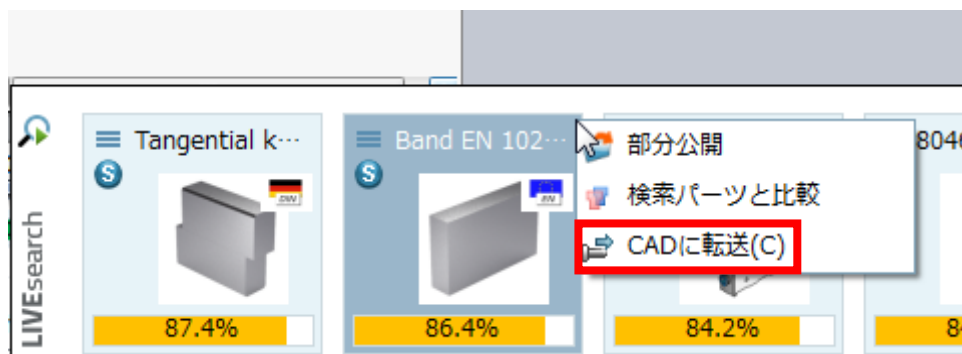 LIVEsearch
Tangential k…
S
DIN
87.4%
Band EN 102…
S
EN
86.4%
部分公開
検索パーツと比較
CADに転送(C)
84.2%
8046
8